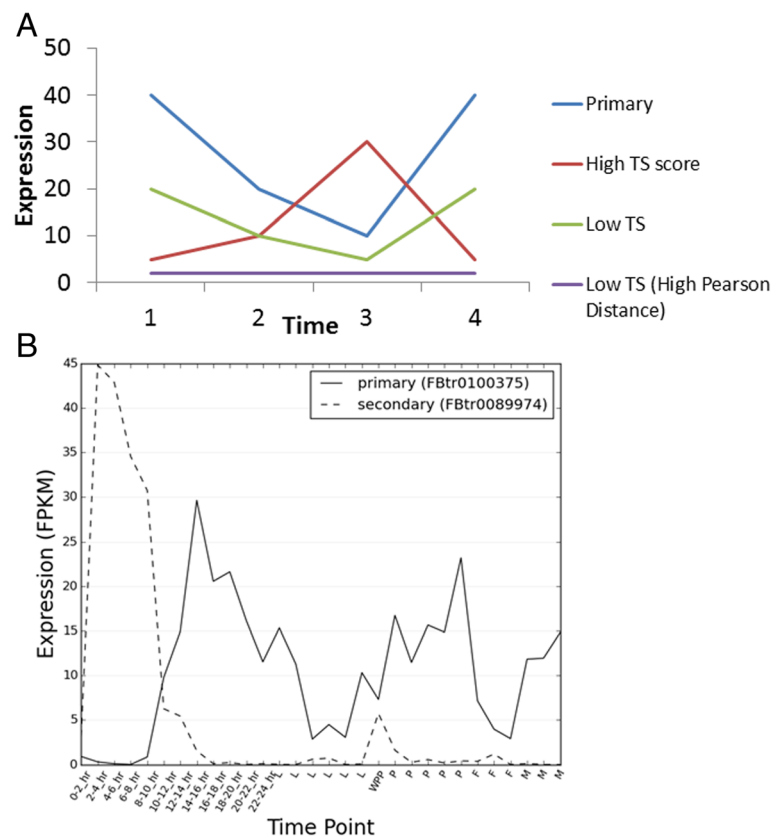 A
50
40
30
20
10
0
Expression
1
2
3
4
Time
Primary
High TS score
Low TS
Low TS (High Pearson
Distance)
B
45
40
35
30
25
20
15
10
5
0
Expression (FPKM)
primary (FBtr0100375)
secondary (FBtr0089974)
0-2_hr
2-4_hr
4-6_hr
6-8_hr
8-10_hr
10-12_hr
12-14_hr
14-16_hr
16-18_hr
18-20_hr
20-22_hr
22-24_hr
L
L
L
L
L
L
WPP
P
P
P
P
P
F
F
F
M
M
M
Time Point